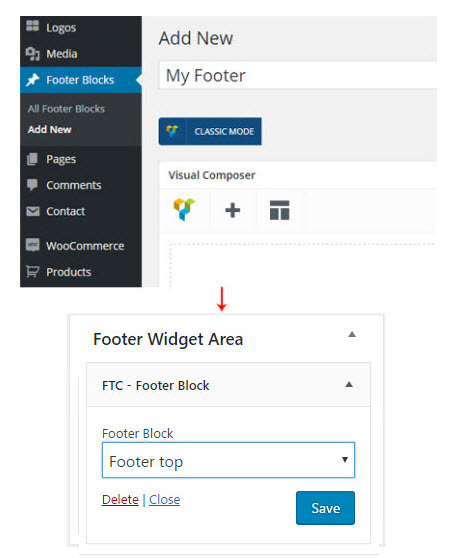 Logos
Media
Footer Blocks
All Footer Blocks
Add New
Pages
Comments
Contact
WooCommerce
Products
Add New
My Footer
CLASSIC MODE
Visual Composer
Footer Widget Area
FTC - Footer Block
Footer Block
Footer top
Delete | Close
Save